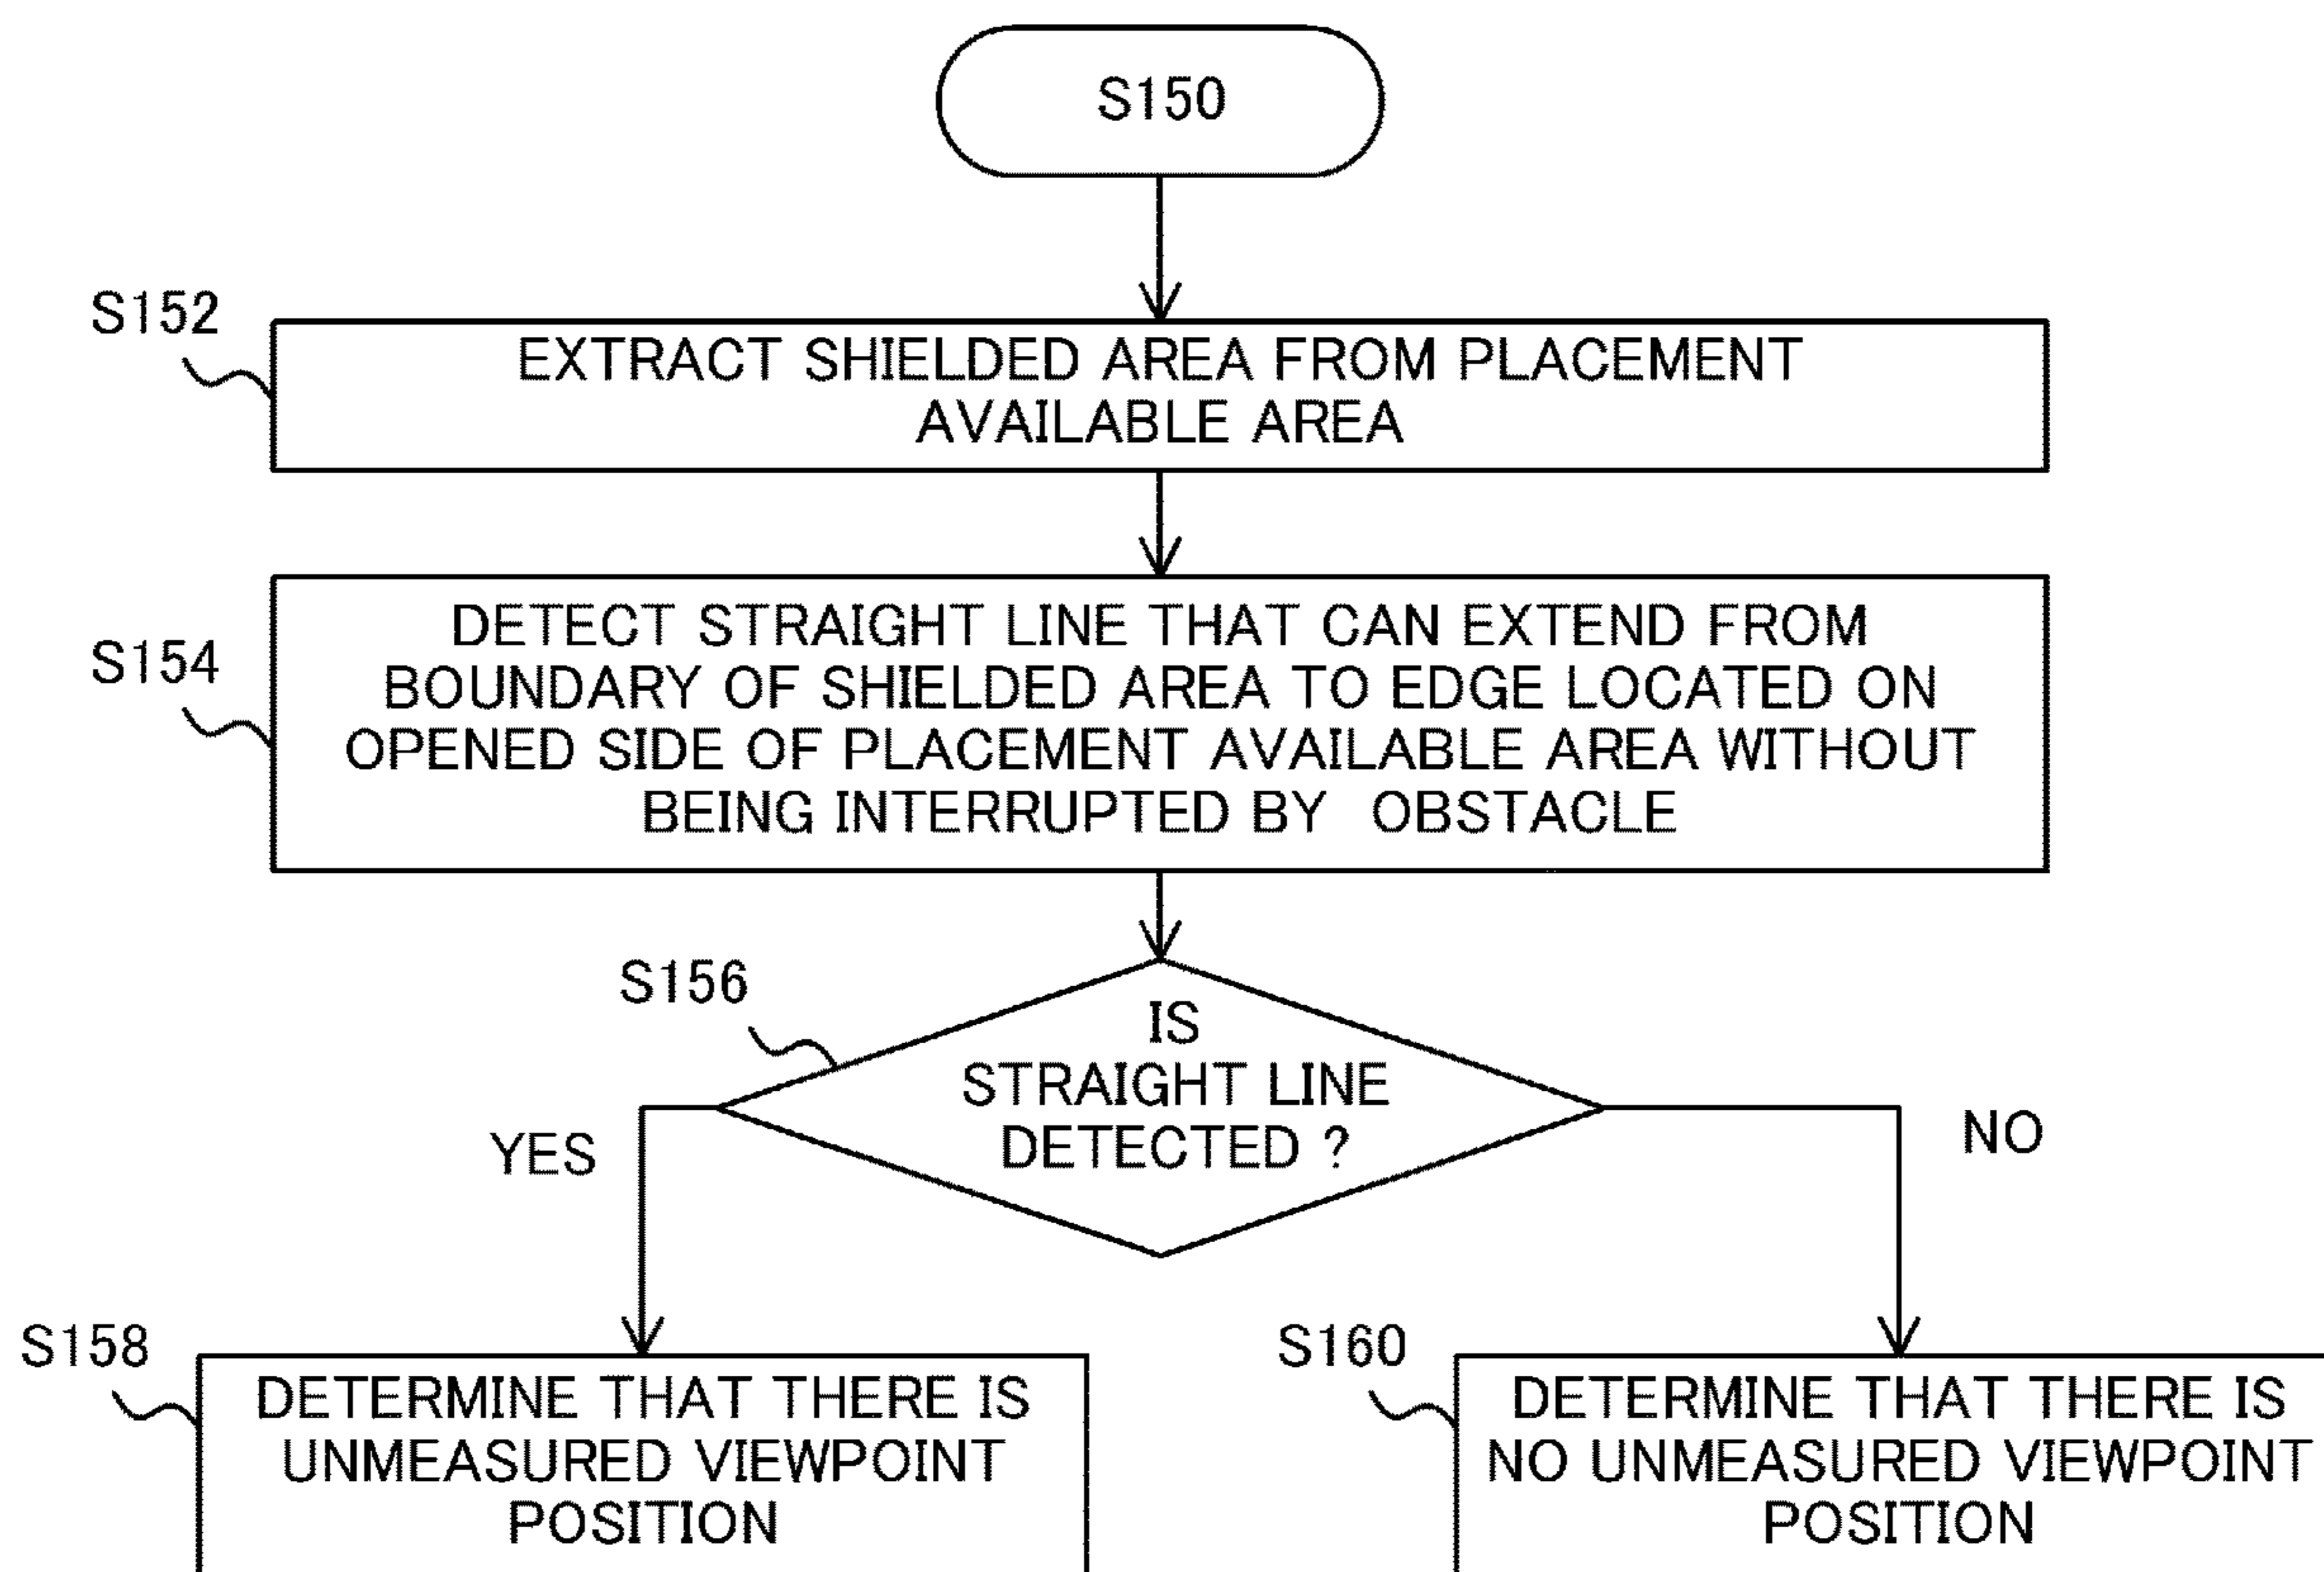 S150
S152
EXTRACT SHIELDED AREA FROM PLACEMENT
AVAILABLE AREA
S154
DETECT STRAIGHT LINE THAT CAN EXTEND FROM
BOUNDARY OF SHIELDED AREA TO EDGE LOCATED ON
OPENED SIDE OF PLACEMENT AVAILABLE AREA WITHOUT
BEING INTERRUPTED BY OBSTACLE
S156
IS
STRAIGHT LINE
DETECTED ?
YES
NO
S158
DETERMINE THAT THERE IS
UNMEASURED VIEWPOINT
POSITION
S160
DETERMINE THAT THERE IS
NO UNMEASURED VIEWPOINT
POSITION